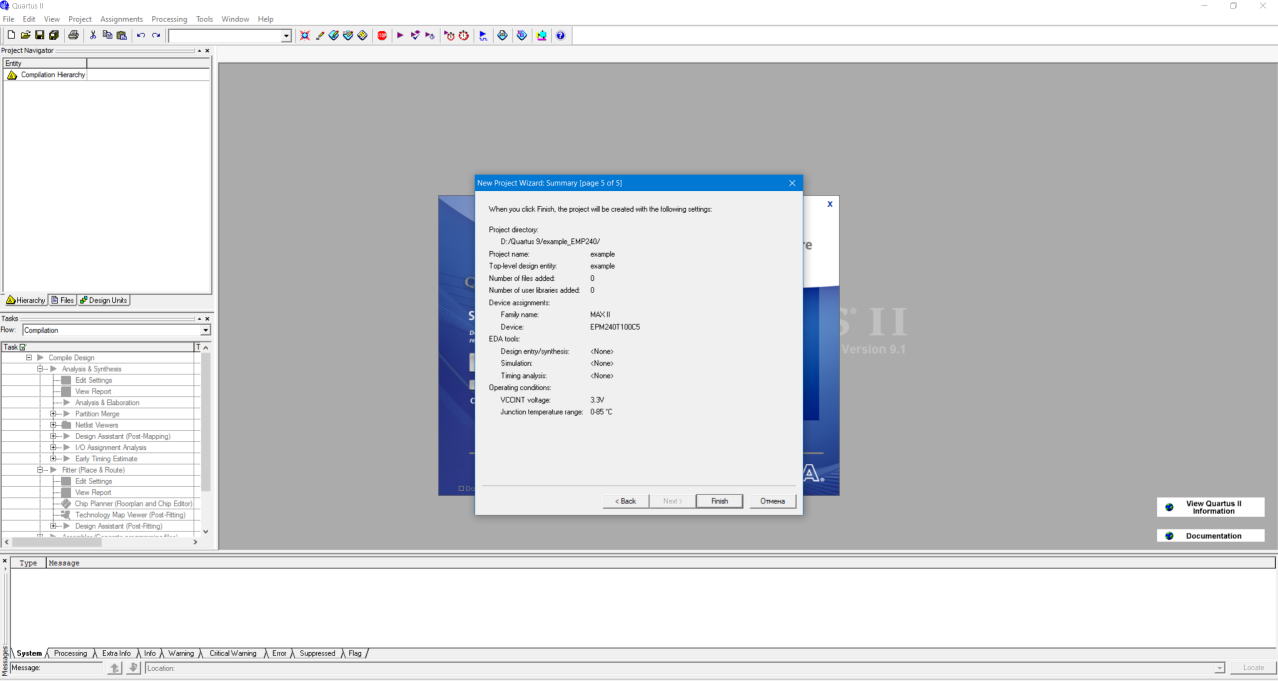 Quartus II
File Edit View Project Assignments Processing Tools Window Help
Project Navigator
Entity
Compilation Hierarchy
Hierarchy Files Design Units
Tasks
Flow: Compilation
Task
Compile Design
Analysis & Synthesis
Edit Settings
View Report
Analysis & Elaboration
Partition Merge
Netlist Viewers
Design Assistant (Post-Mapping)
I/O Assignment Analysis
Early Timing Estimate
Fitter (Place & Route)
Edit Settings
View Report
Chip Planner (Floorplan and Chip Editor)
Technology Map Viewer (Post-Fitting)
Design Assistant (Post-Fitting)
New Project Wizard: Summary [page 5 of 5]
When you click Finish, the project will be created with the following settings:
Project directory:
D:/Quartus 9/example_EMP240/
Project name: example
Top-level design entity: example
Number of files added: 0
Number of user libraries added: 0
Device assignments:
Family name: MAX II
Device: EPM240T100C5
EDA tools:
Design entry/synthesis: <None>
Simulation: <None>
Timing analysis: <None>
Operating conditions:
VCCINT voltage: 3.3V
Junction temperature range: 0-85 °C
< Back Next > Finish Отмена
II
Version 9.1
View Quartus II
Information
Documentation
Type Message
System Processing Extra Info Info Warning Critical Warning Error Suppressed Flag
Messages
Message: Location: Locate